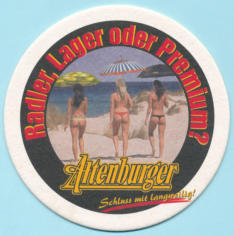 Radler, Lager oder Premium?
Altenburger
Schluss mit Langweilig!